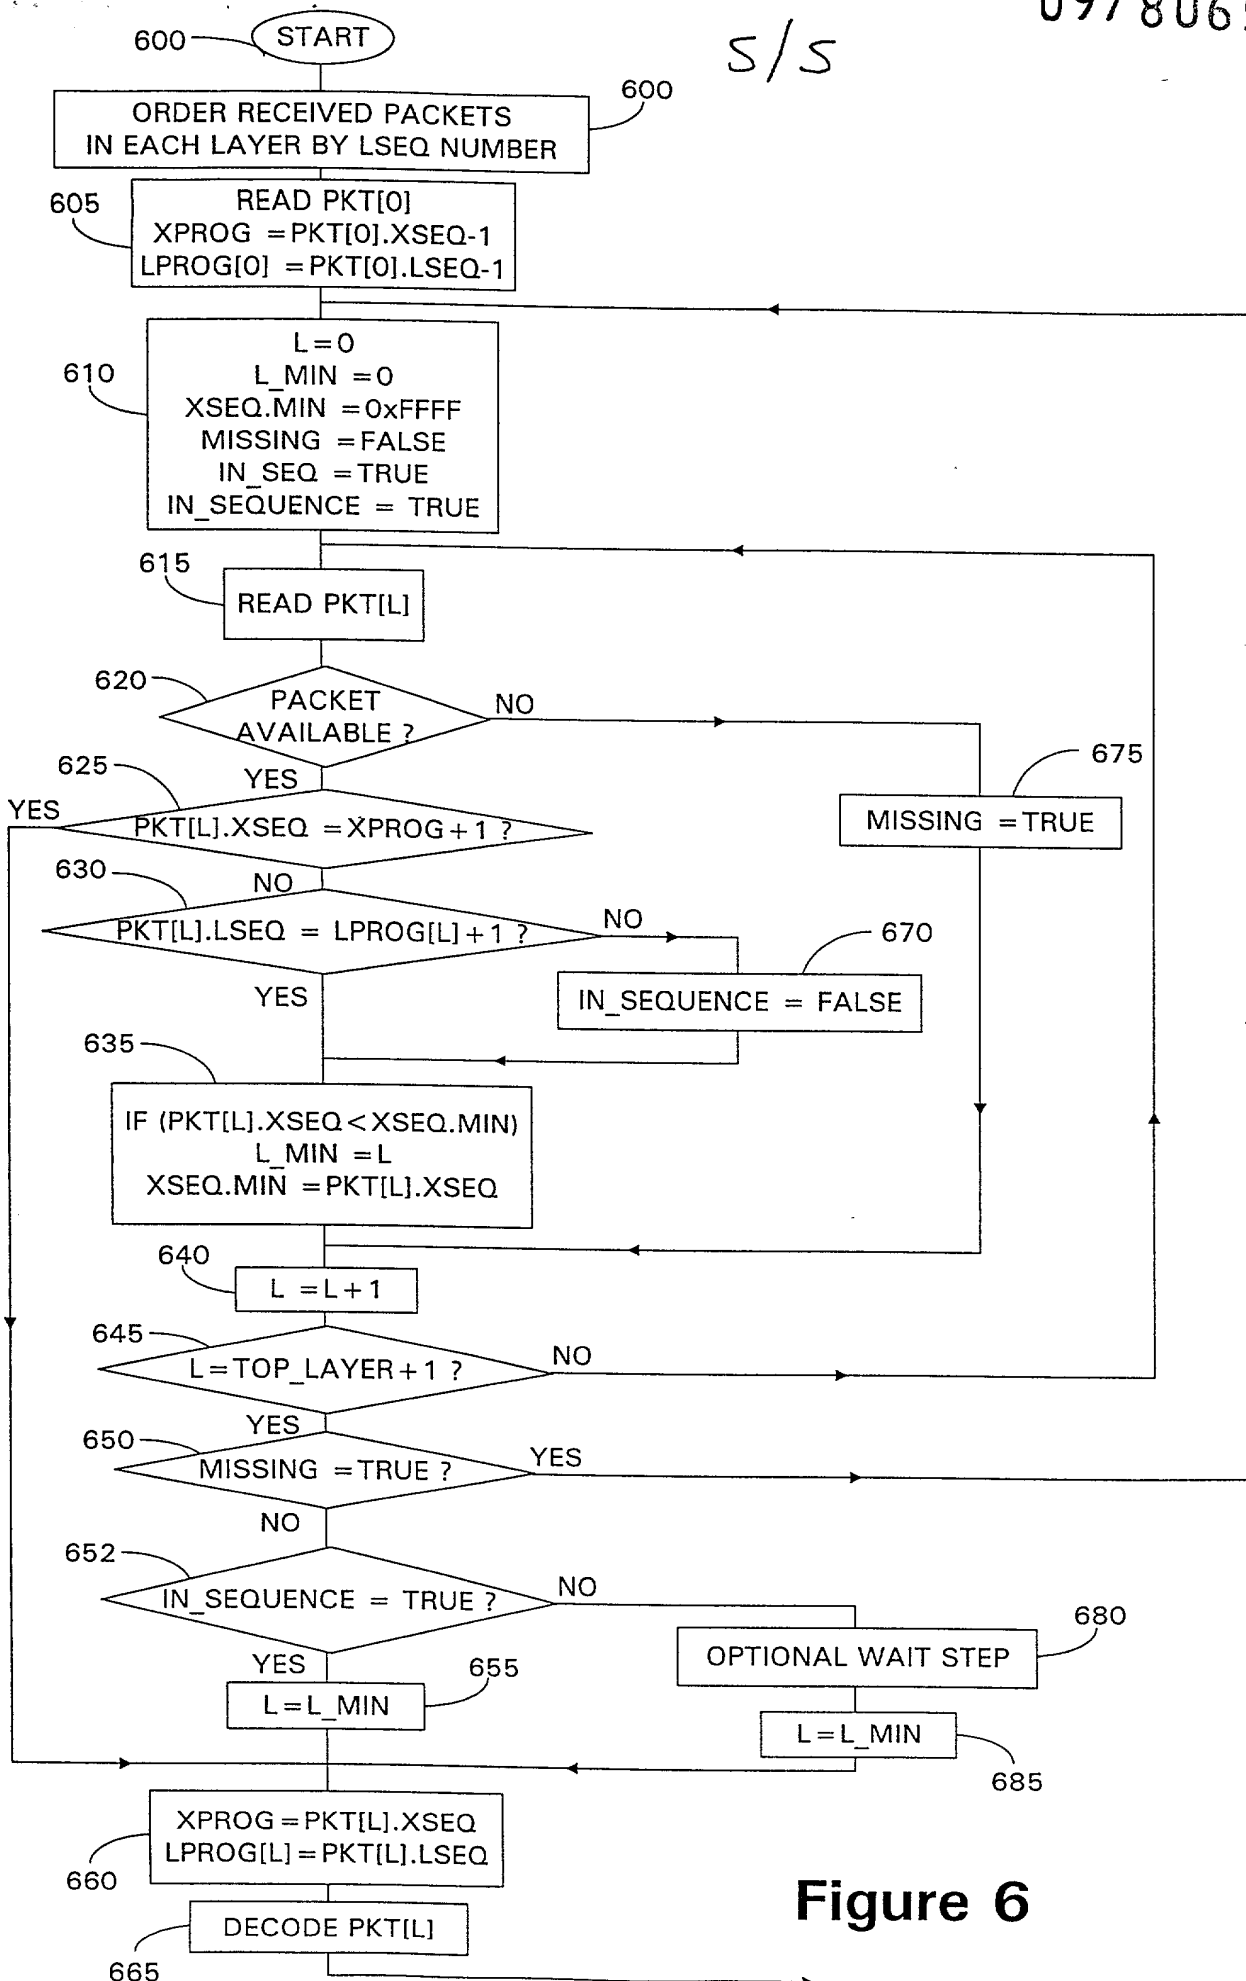 0978065
5/5
600
START
600
ORDER RECEIVED PACKETS
IN EACH LAYER BY LSEQ NUMBER
605
READ PKT[0]
XPROG =PKT[0].XSEQ-1
LPROG[0] =PKT[0].LSEQ-1
610
L=0
L_MIN =0
XSEQ.MIN =0xFFFF
MISSING =FALSE
IN_SEQ =TRUE
IN_SEQUENCE = TRUE
615
READ PKT[L]
620
PACKET
AVAILABLE ?
NO
675
MISSING =TRUE
YES
625
YES
PKT[L].XSEQ =XPROG+1 ?
630
NO
PKT[L].LSEQ = LPROG[L]+1 ?
NO
670
IN_SEQUENCE = FALSE
YES
635
IF (PKT[L].XSEQ<XSEQ.MIN)
L_MIN =L
XSEQ.MIN =PKT[L].XSEQ
640
L =L+1
645
L=TOP_LAYER+1 ?
NO
YES
650
MISSING =TRUE ?
YES
NO
652
IN_SEQUENCE = TRUE ?
NO
680
OPTIONAL WAIT STEP
YES
655
L=L_MIN
L=L_MIN
685
XPROG=PKT[L].XSEQ
LPROG[L]=PKT[L].LSEQ
660
DECODE PKT[L]
665
Figure 6